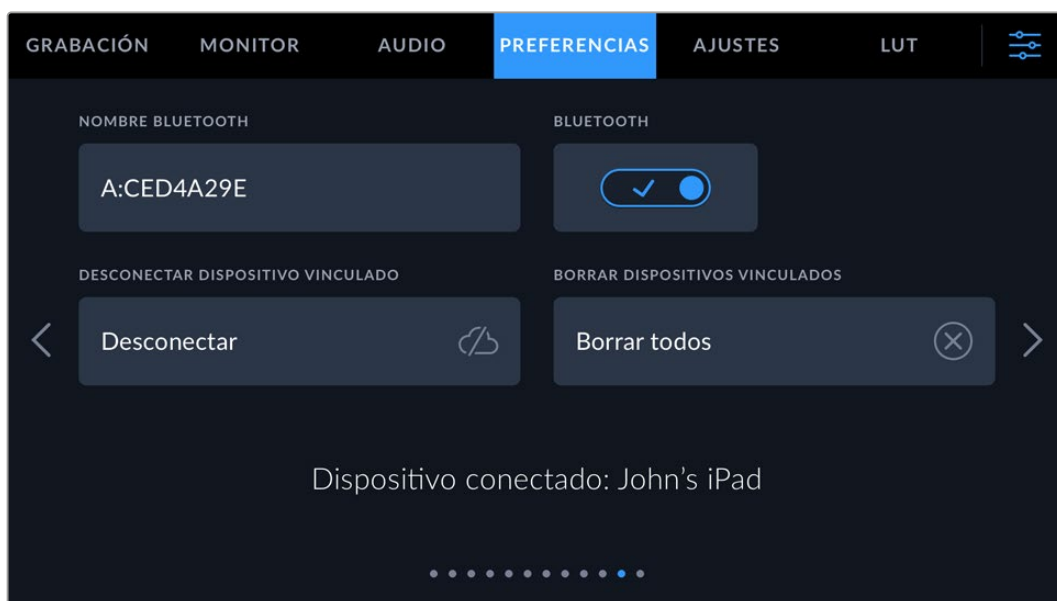 GRABACIÓN MONITOR AUDIO PREFERENCIAS AJUSTES LUT
NOMBRE BLUETOOTH BLUETOOTH
A:CED4A29E
DESCONECTAR DISPOSITIVO VINCULADO BORRAR DISPOSITIVOS VINCULADOS
Desconectar Borrar todos
Dispositivo conectado: John’s iPad